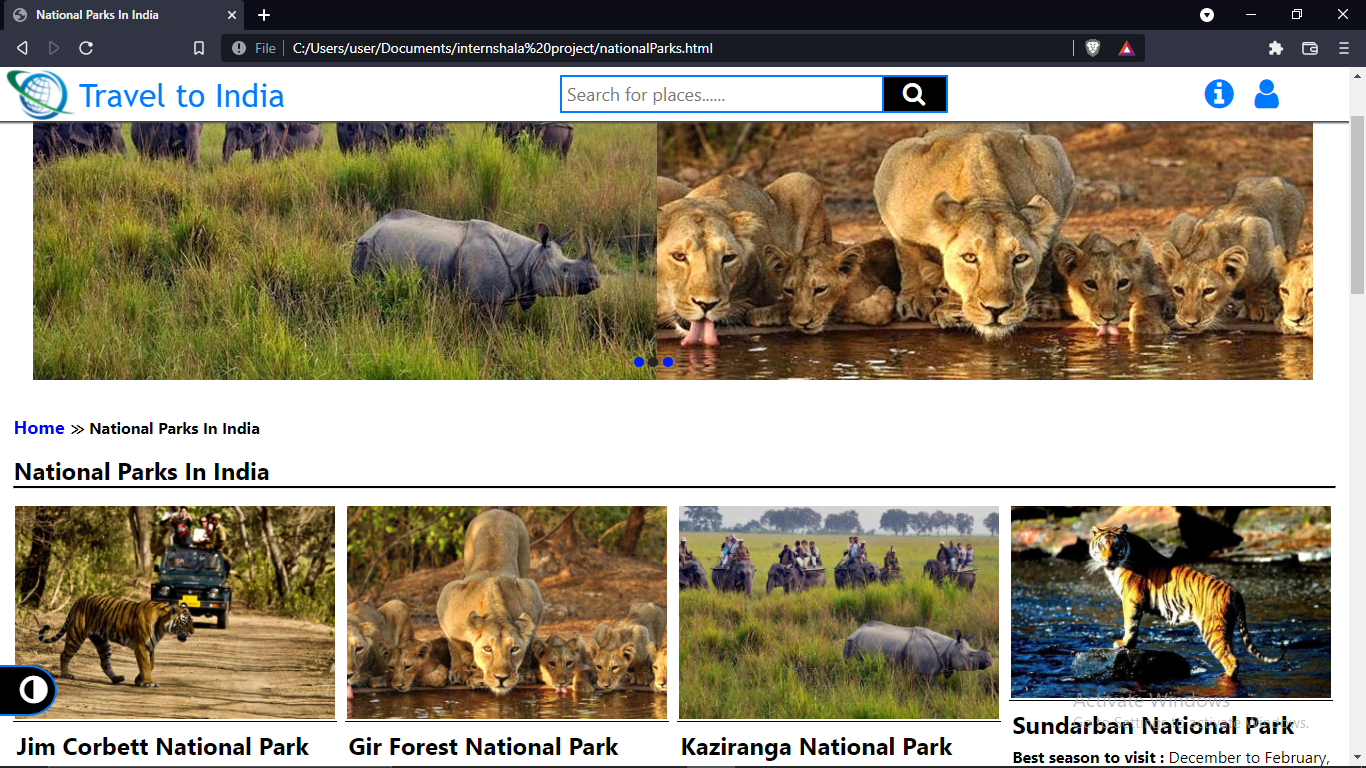 National Parks In India
File
C:/Users/user/Documents/internshala%20project/nationalParks.html
Travel to India
Search for places......
Home >> National Parks In India
National Parks In India
Jim Corbett National Park
Gir Forest National Park
Kaziranga National Park
Sundarban National Park
Best season to visit : December to February,
Activate Windows
Go to Settings to activate Windows.